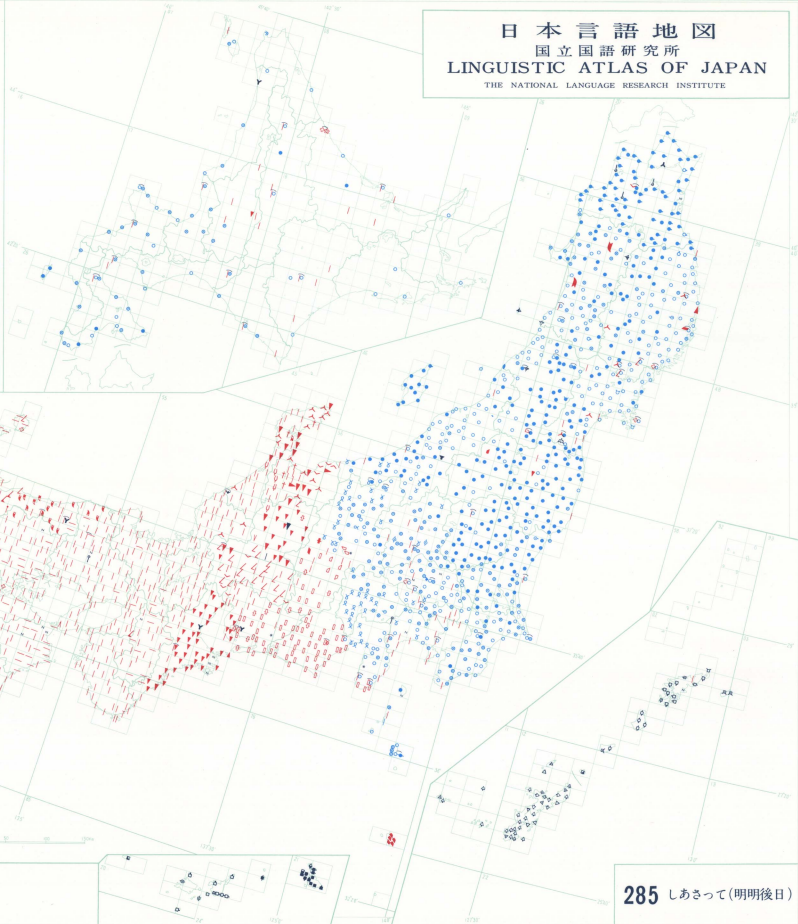 日本言語地図
国立国語研究所
LINGUISTIC ATLAS OF JAPAN
THE NATIONAL LANGUAGE RESEARCH INSTITUTE
285 しあさって(明明後日)